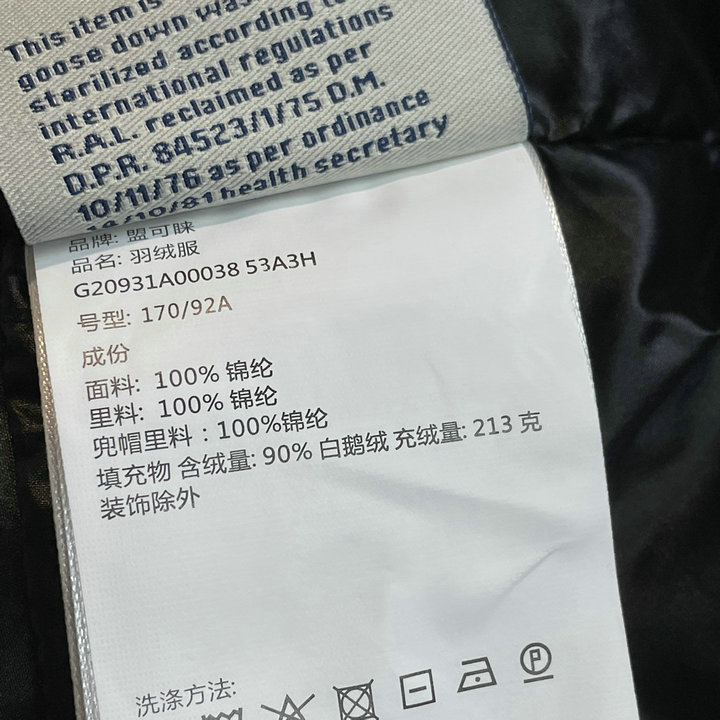 This item is
goose down was
sterilized according to
international regulations
R.A.L. reclaimed as per
D.P.R. 84523/1/75 D.M.
10/11/76 as per ordinance
14/10/81 health secretary
品牌: 盟可睐
品名: 羽绒服
G20931A00038 53A3H
号型: 170/92A
成份
面料: 100% 锦纶
里料: 100% 锦纶
兜帽里料：100%锦纶
填充物 含绒量: 90% 白鹅绒 充绒量: 213 克
装饰除外
洗涤方法:
P